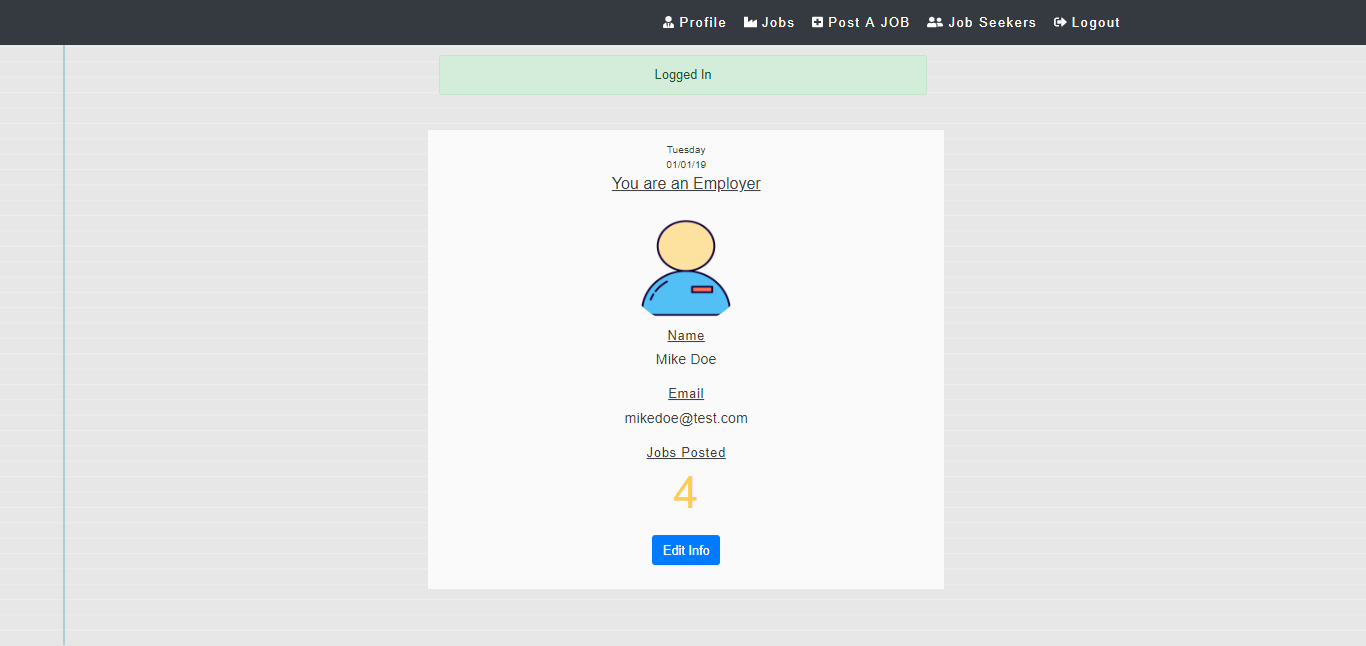 Profile Jobs Post A JOB Job Seekers Logout
Logged In
Tuesday
01/01/19
You are an Employer
Name
Mike Doe
Email
mikedoe@test.com
Jobs Posted
4
Edit Info